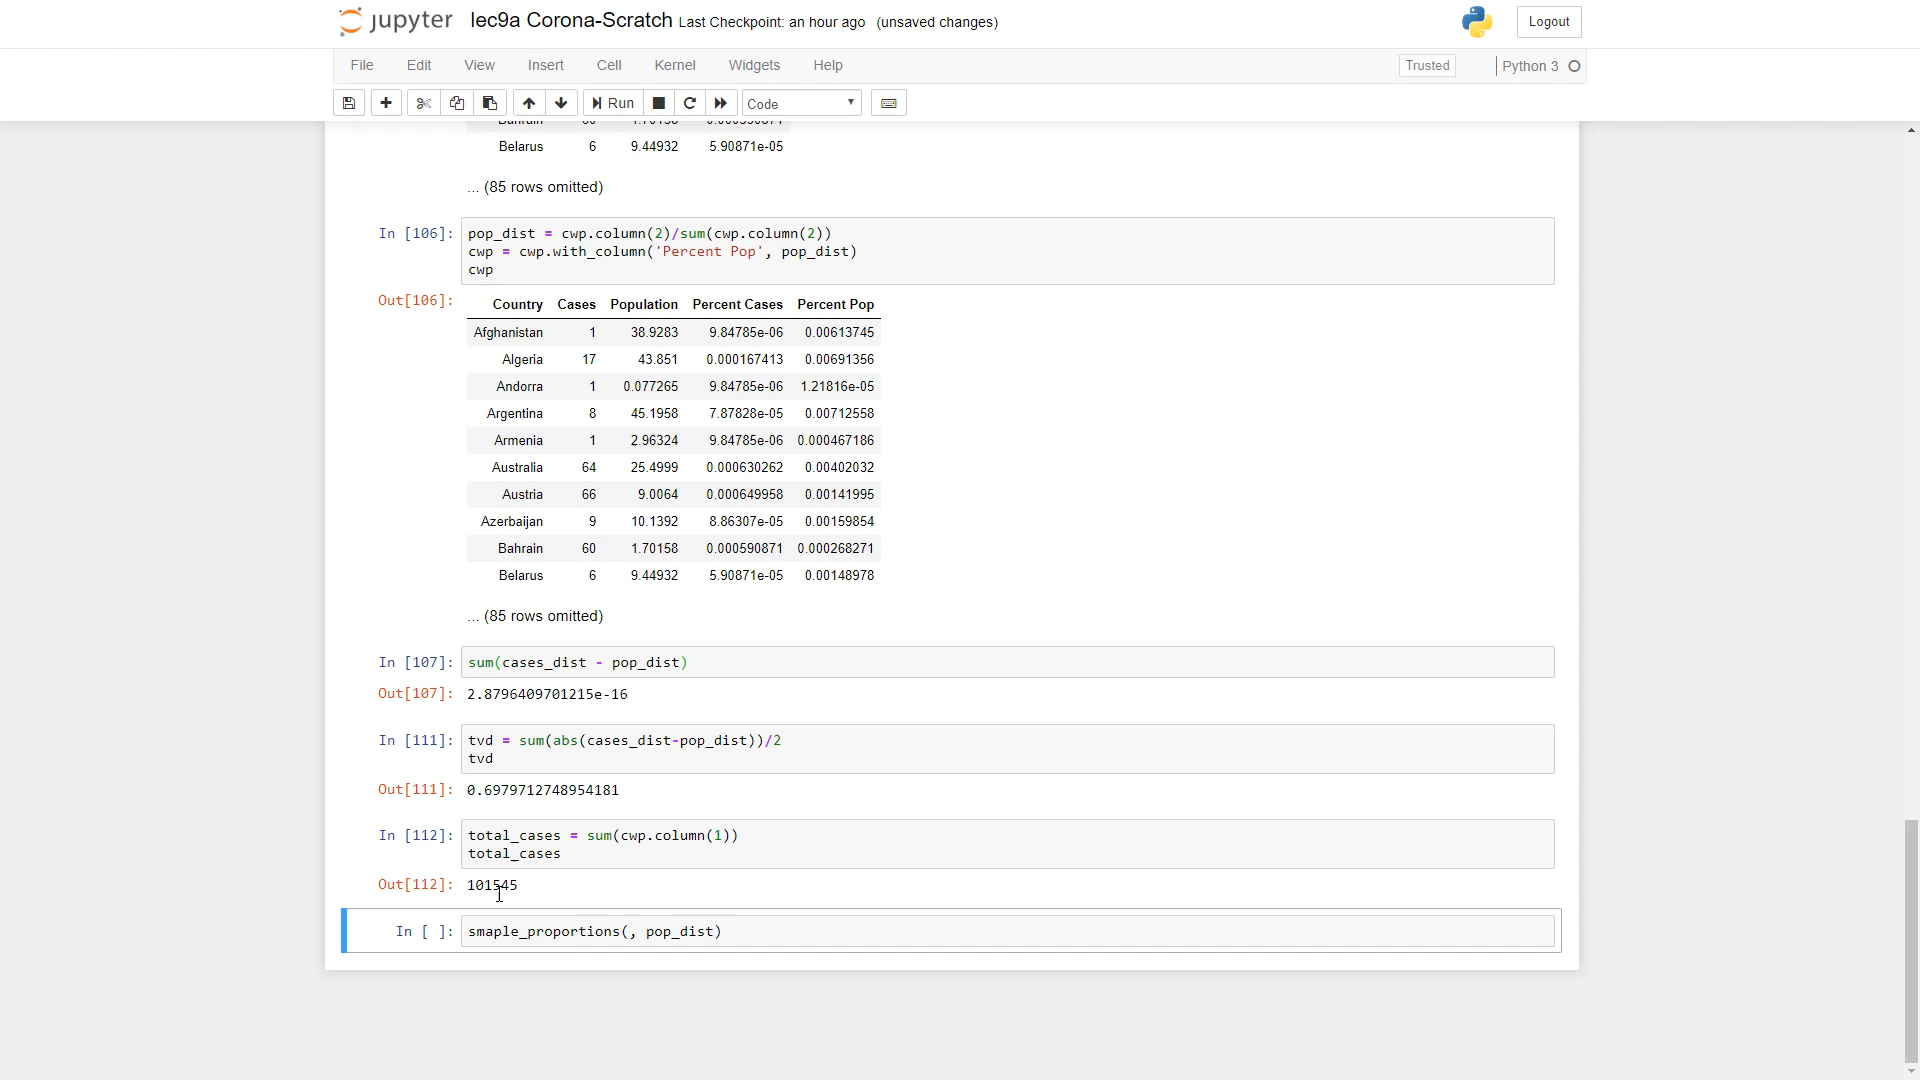 jupyter lec9a Corona-Scratch Last Checkpoint: an hour ago (unsaved changes) Logout
File Edit View Insert Cell Kernel Widgets Help Trusted Python 3
Run Code
Bahrain 60 1.70158 0.000590871
Belarus 6 9.44932 5.90871e-05
... (85 rows omitted)
In [106]: pop_dist = cwp.column(2)/sum(cwp.column(2))
cwp = cwp.with_column('Percent Pop', pop_dist)
cwp
Out[106]: Country Cases Population Percent Cases Percent Pop
Afghanistan 1 38.9283 9.84785e-06 0.00613745
Algeria 17 43.851 0.000167413 0.00691356
Andorra 1 0.077265 9.84785e-06 1.21816e-05
Argentina 8 45.1958 7.87828e-05 0.00712558
Armenia 1 2.96324 9.84785e-06 0.000467186
Australia 64 25.4999 0.000630262 0.00402032
Austria 66 9.0064 0.000649958 0.00141995
Azerbaijan 9 10.1392 8.86307e-05 0.00159854
Bahrain 60 1.70158 0.000590871 0.000268271
Belarus 6 9.44932 5.90871e-05 0.00148978
... (85 rows omitted)
In [107]: sum(cases_dist - pop_dist)
Out[107]: 2.8796409701215e-16
In [111]: tvd = sum(abs(cases_dist-pop_dist))/2
tvd
Out[111]: 0.6979712748954181
In [112]: total_cases = sum(cwp.column(1))
total_cases
Out[112]: 101545
In [ ]: smaple_proportions(, pop_dist)